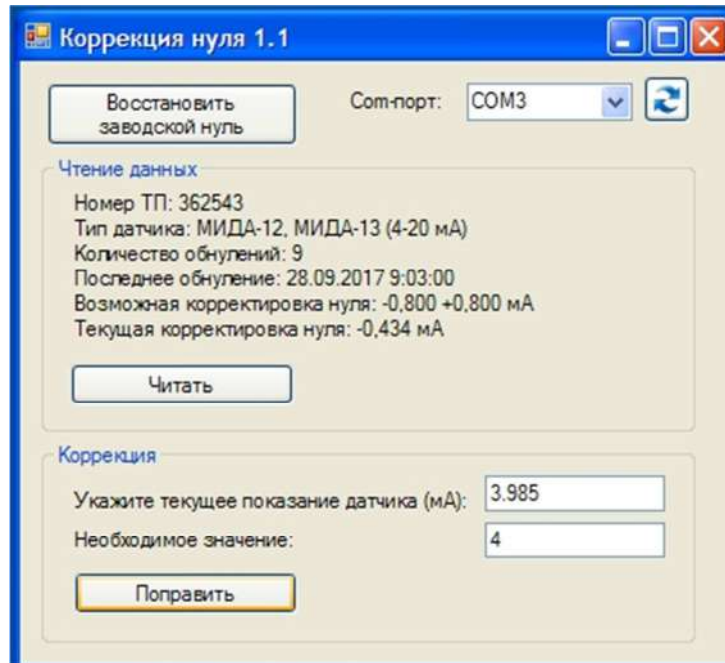 Коррекция нуля 1.1
Восстановить
заводской нуль
Com-порт:
COM3
Чтение данных
Номер ТП: 362543
Тип датчика: МИДА-12, МИДА-13 (4-20 мА)
Количество обнулений: 9
Последнее обнуление: 28.09.2017 9:03:00
Возможная корректировка нуля: -0,800 +0,800 мА
Текущая корректировка нуля: -0,434 мА
Читать
Коррекция
Укажите текущее показание датчика (мА):
3.985
Необходимое значение:
4
Поправить